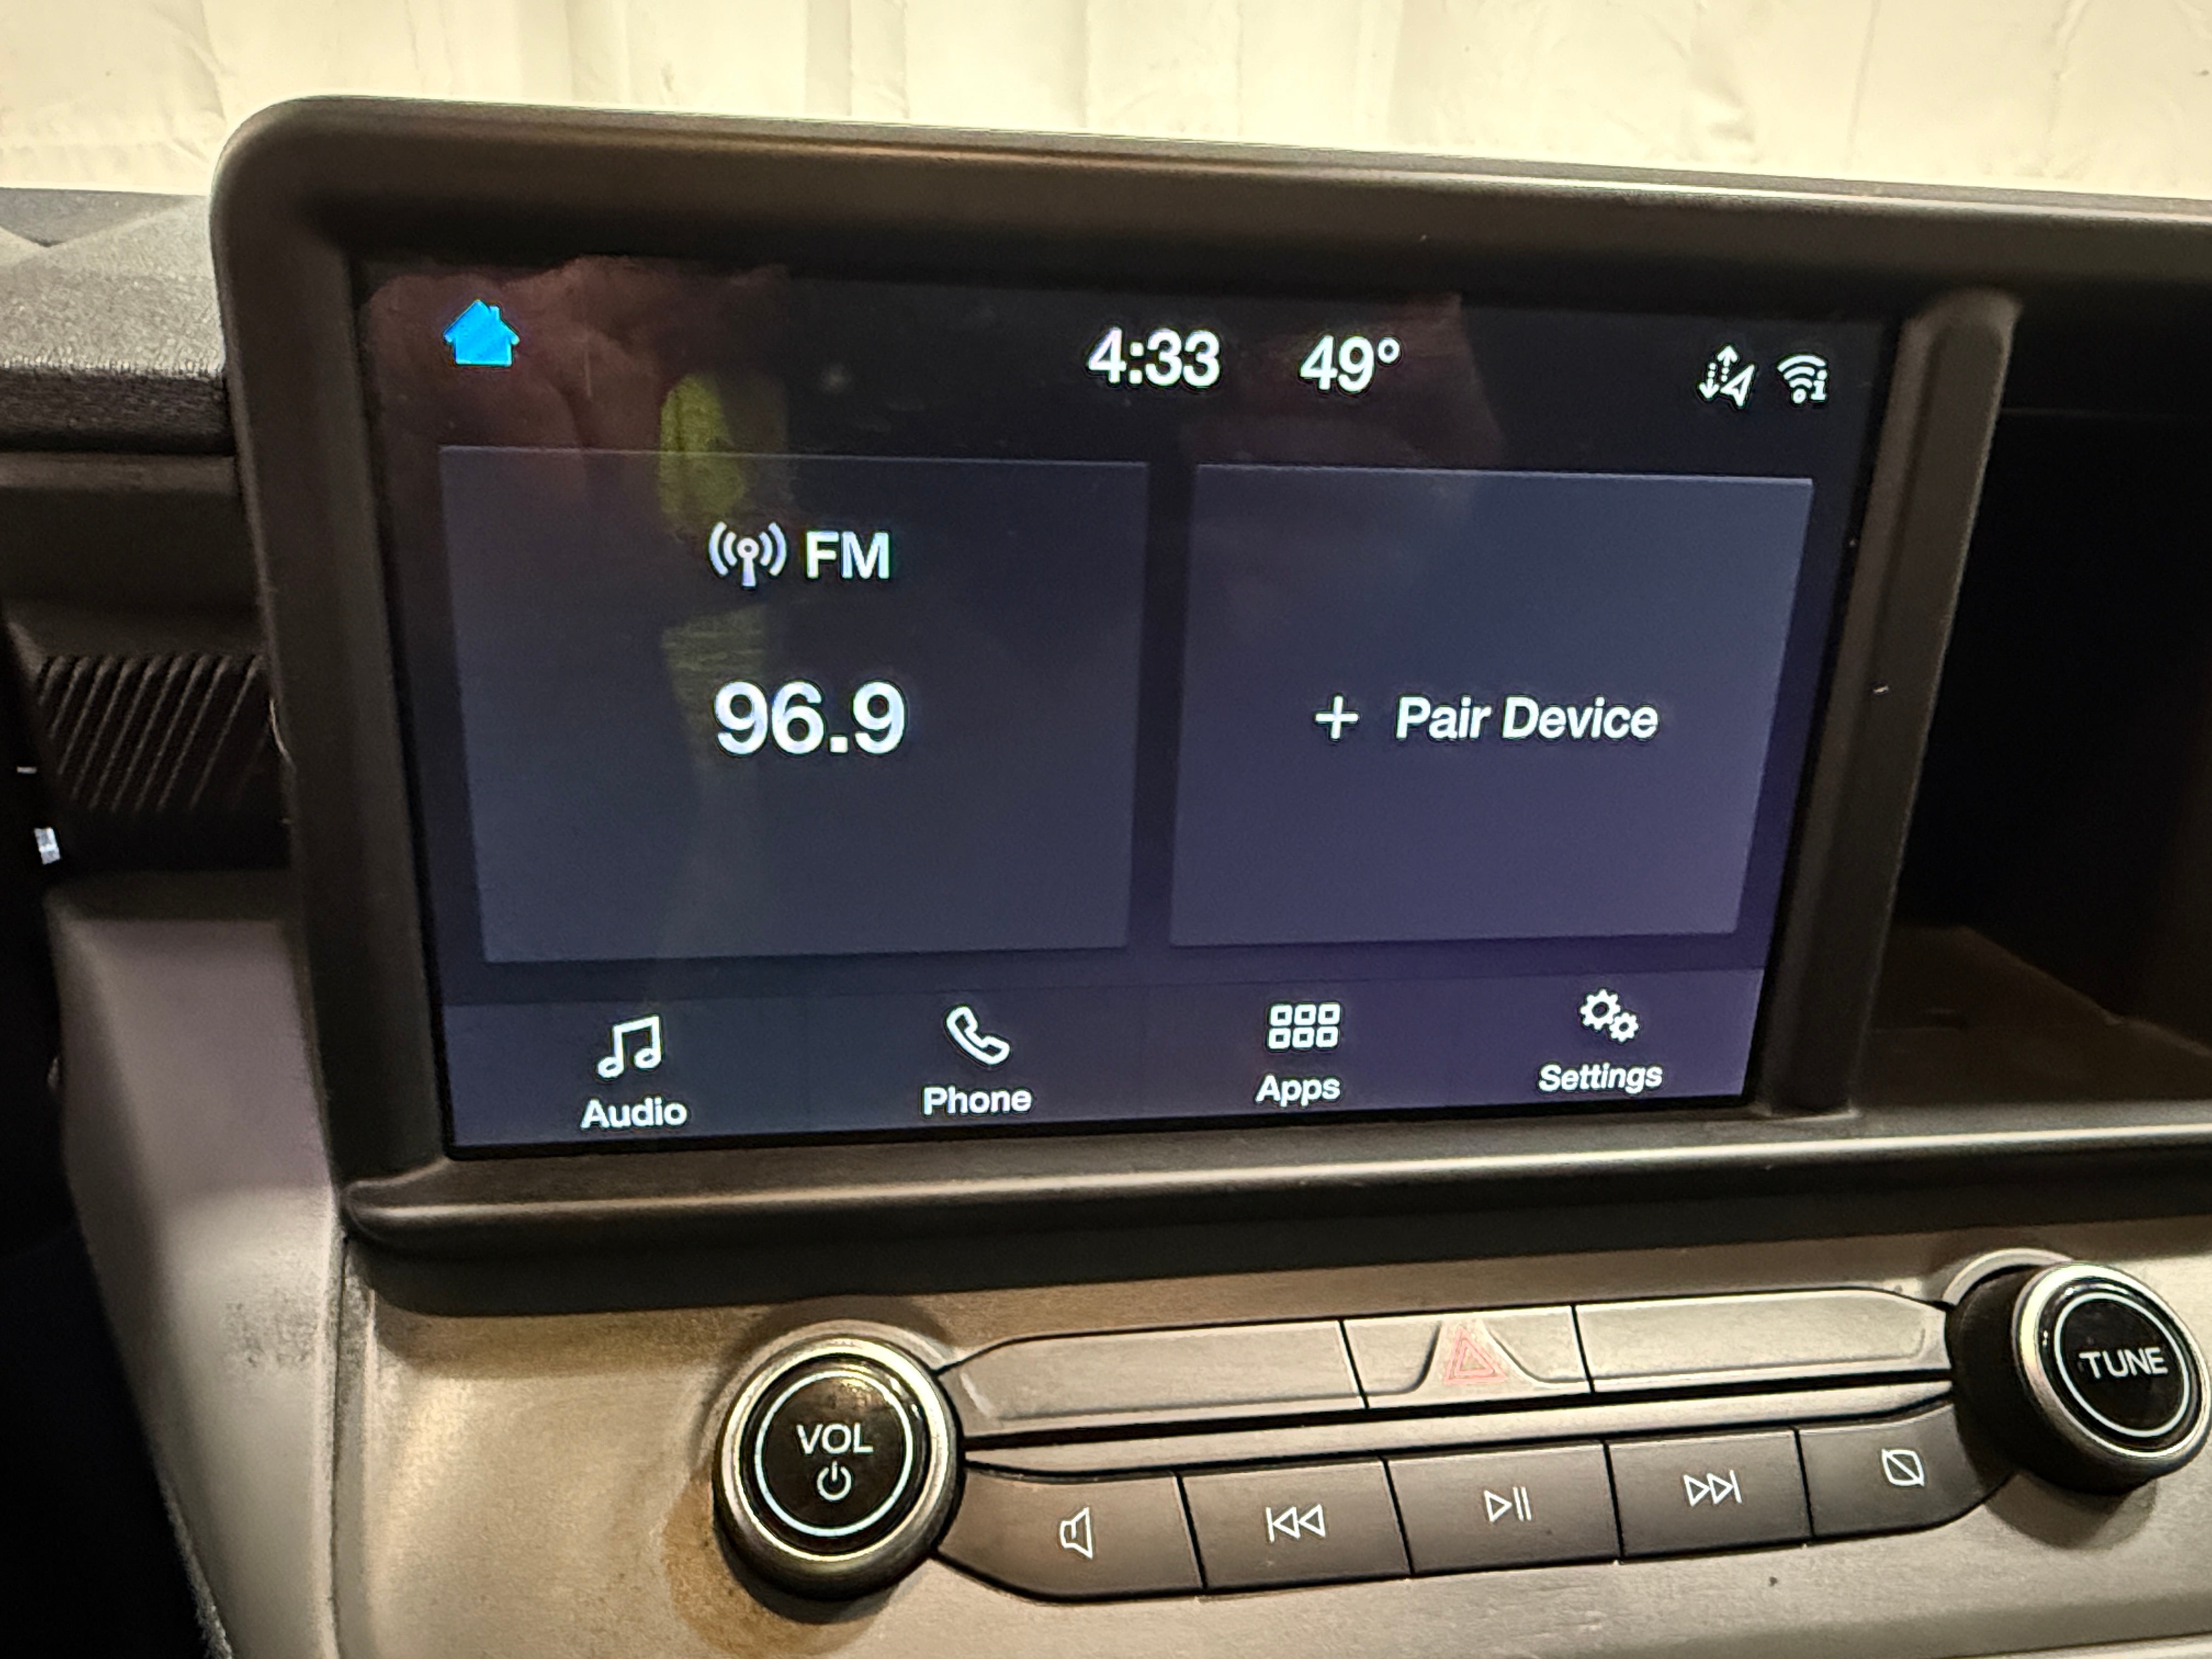 4:33 49°
FM
96.9
+ Pair Device
Audio Phone Apps Settings
VOL
TUNE